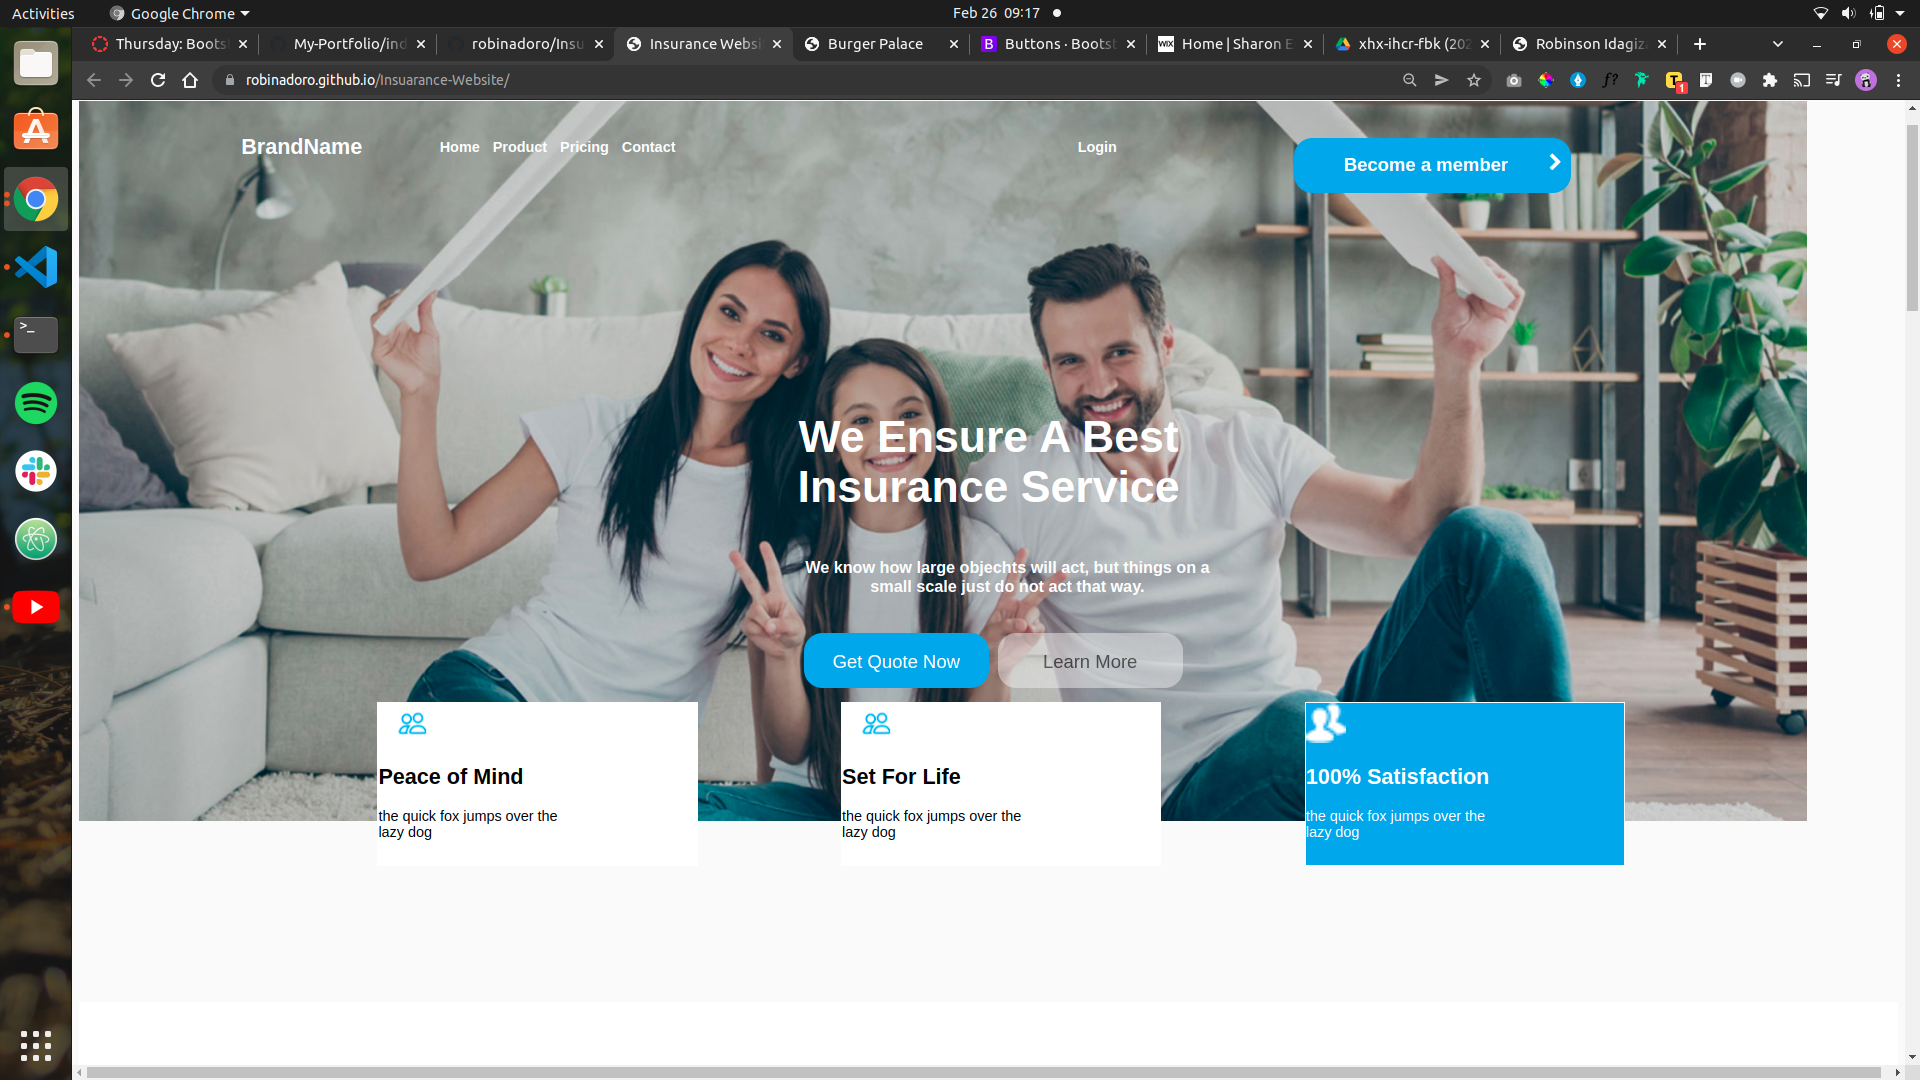 Activities
Google Chrome
Feb 26 09:17
Thursday: Boots
My-Portfolio/ind
robinadoro/Insu
Insurance Websi
Burger Palace
B
Buttons · Bootst
WIX
Home | Sharon E
xhx-ihcr-fbk (202
Robinson Idagiza
robinadoro.github.io/Insuarance-Website/
f?
T
1
BrandName
Home
Product
Pricing
Contact
Login
Become a member
>_
We Ensure A Best
Insurance Service
We know how large objechts will act, but things on a
small scale just do not act that way.
Get Quote Now
Learn More
Peace of Mind
the quick fox jumps over the
lazy dog
Set For Life
the quick fox jumps over the
lazy dog
100% Satisfaction
the quick fox jumps over the
lazy dog